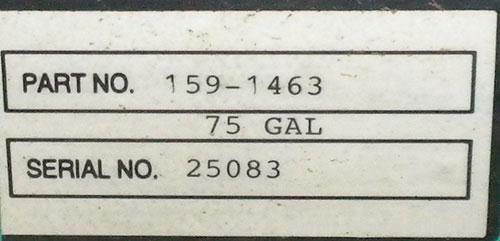 PART NO. 159-1463
75 GAL
SERIAL NO. 25083